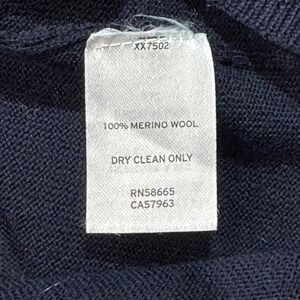 XX7502
100% MERINO WOOL
DRY CLEAN ONLY
RN58665
CA57963